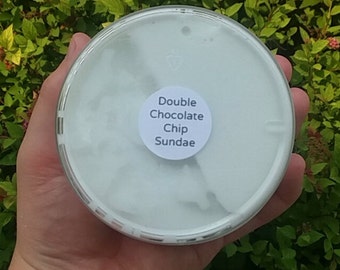 Double
Chocolate
Chip
Sundae